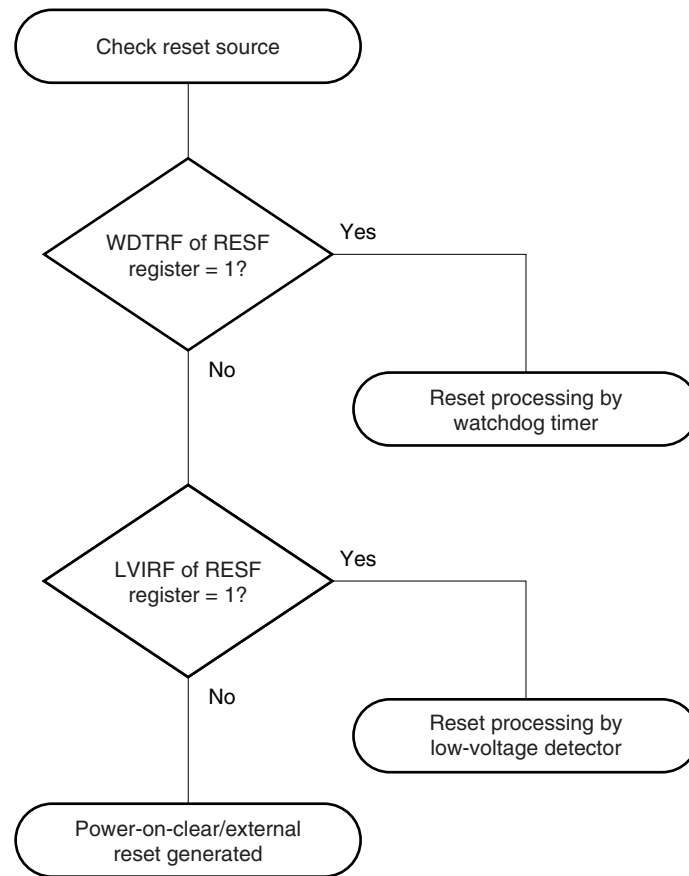 Check reset source
WDTRF of RESF
register = 1?
Yes
No
Reset processing by
watchdog timer
LVIRF of RESF
register = 1?
Yes
No
Reset processing by
low-voltage detector
Power-on-clear/external
reset generated